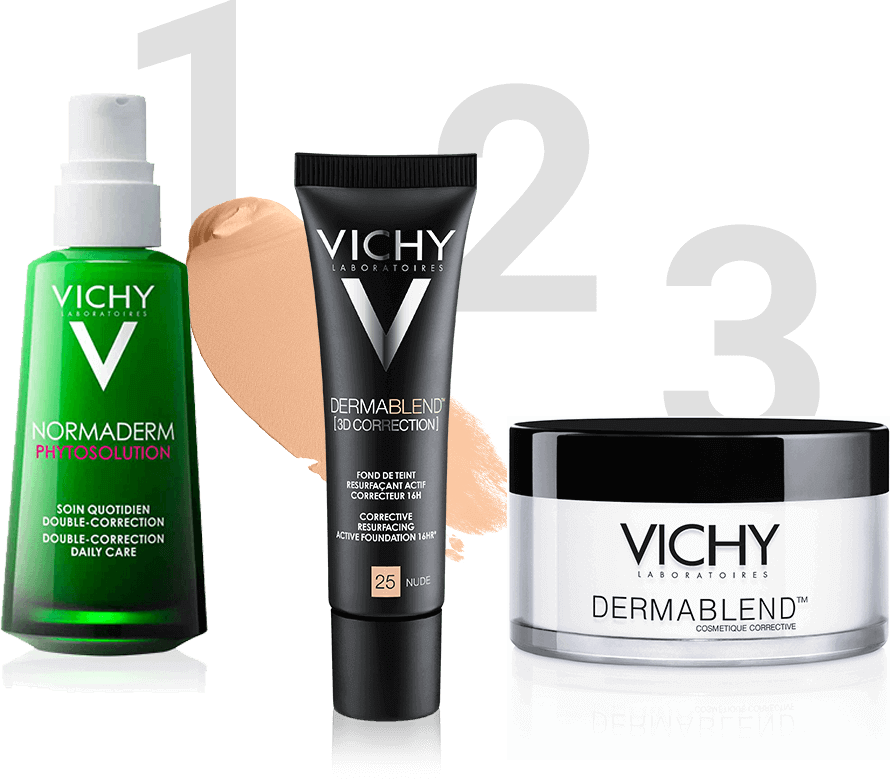 1
2
3
VICHY
LABORATOIRES
NORMADERM
PHYTOSOLUTION
SOIN QUOTIDIEN
DOUBLE-CORRECTION
DOUBLE-CORRECTION
DAILY CARE
VICHY
LABORATOIRES
DERMABLEND™
[3D CORRECTION]
FOND DE TEINT
RESURFAÇANT ACTIF
CORRECTEUR 16H
CORRECTIVE
RESURFACING
ACTIVE FOUNDATION 16HR*
25 NUDE
VICHY
LABORATOIRES
DERMABLEND™
COSMETIQUE CORRECTIVE